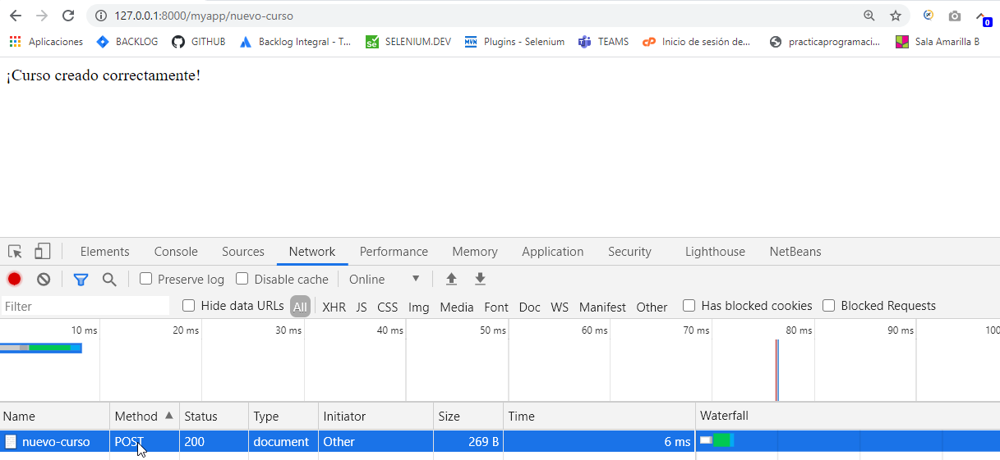 127.0.0.1:8000/myapp/nuevo-curso
0
Aplicaciones BACKLOG GITHUB Backlog Integral - T... SELENIUM.DEV MVN Plugins - Selenium TEAMS cP Inicio de sesión de... practicaprogramaci... Sala Amarilla B
¡Curso creado correctamente!
Elements Console Sources Network Performance Memory Application Security Lighthouse NetBeans
Preserve log Disable cache Online
Filter Hide data URLs All XHR JS CSS Img Media Font Doc WS Manifest Other Has blocked cookies Blocked Requests
10 ms 20 ms 30 ms 40 ms 50 ms 60 ms 70 ms 80 ms 90 ms 100
Name Method Status Type Initiator Size Time Waterfall
nuevo-curso POST 200 document Other 269 B 6 ms